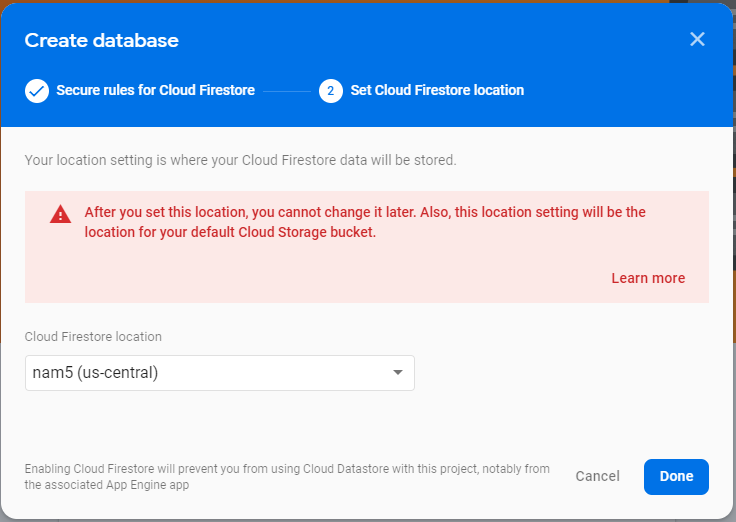 Create database
Secure rules for Cloud Firestore
2 Set Cloud Firestore location
Your location setting is where your Cloud Firestore data will be stored.
After you set this location, you cannot change it later. Also, this location setting will be the
location for your default Cloud Storage bucket.
Learn more
Cloud Firestore location
nam5 (us-central)
Enabling Cloud Firestore will prevent you from using Cloud Datastore with this project, notably from
the associated App Engine app
Cancel
Done